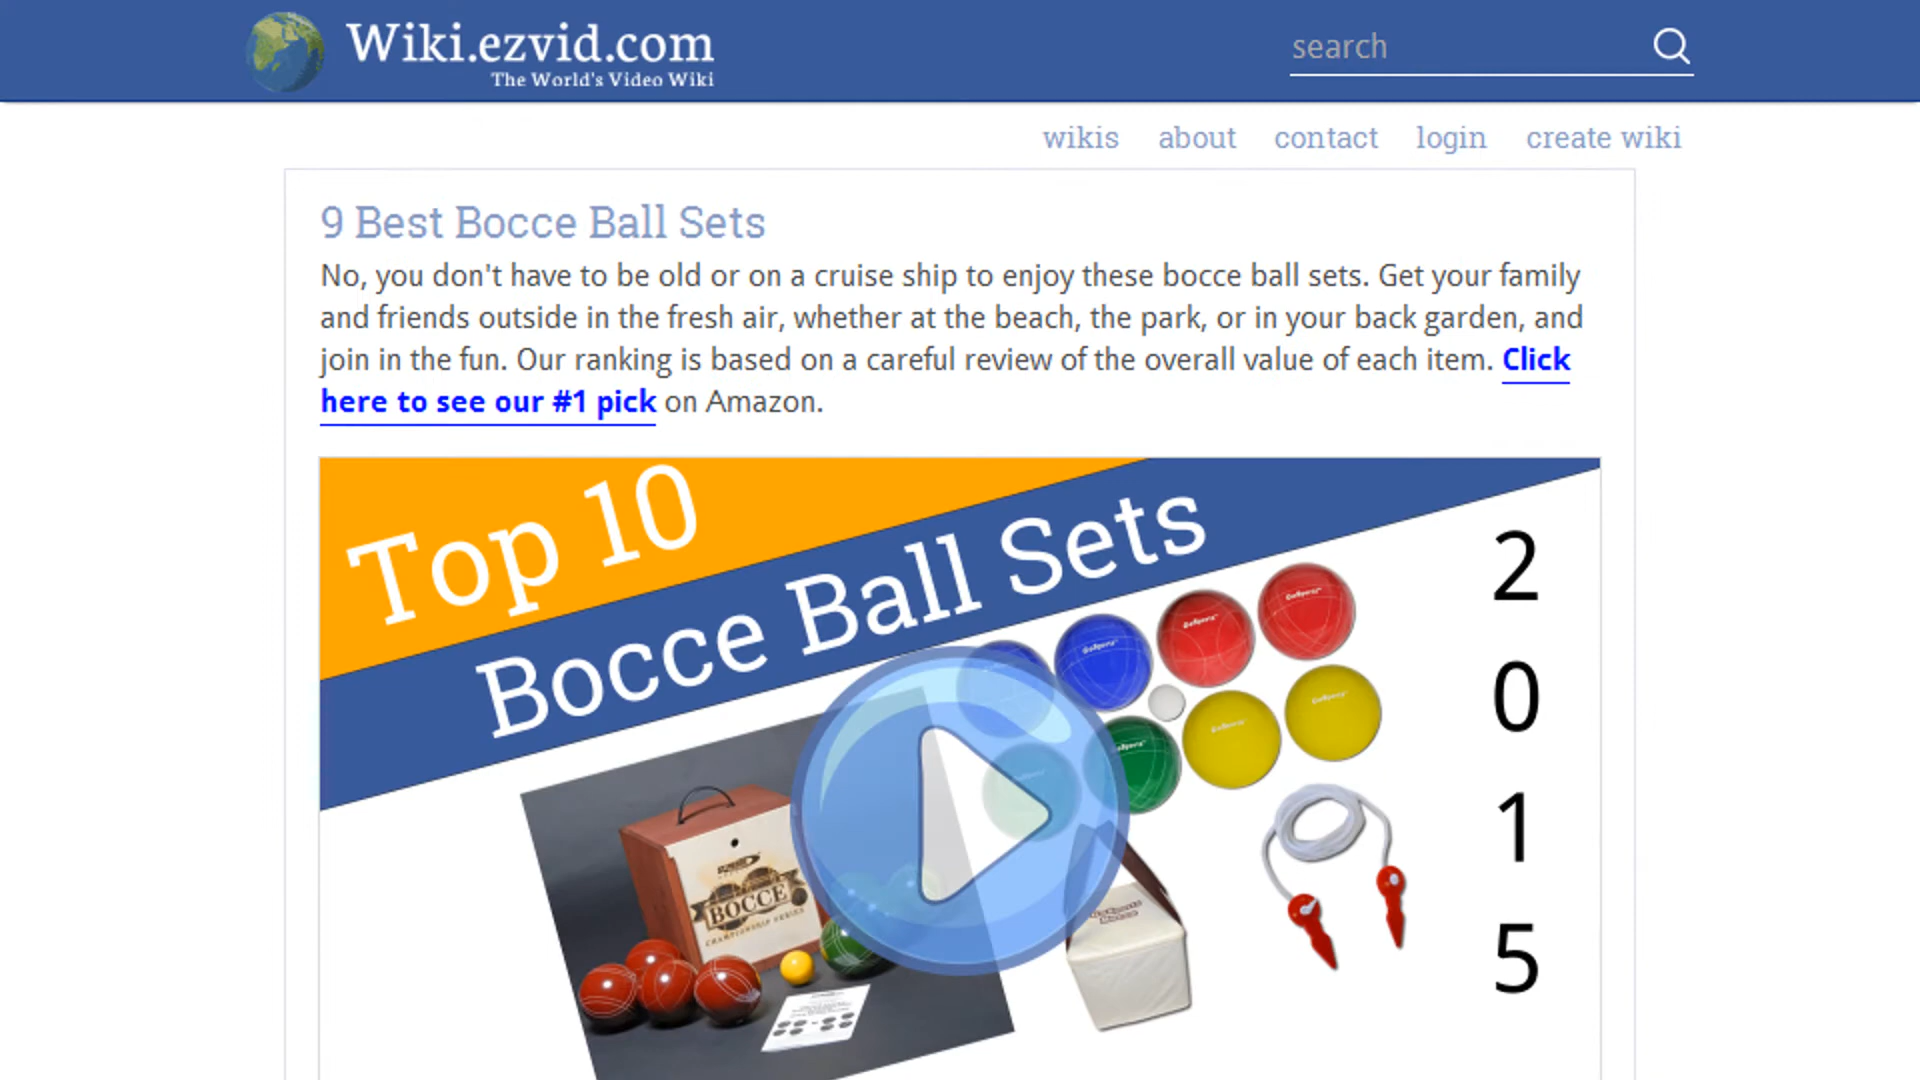 Wiki.ezvid.com
The World's Video Wiki
search
wikis about contact login create wiki
9 Best Bocce Ball Sets
No, you don't have to be old or on a cruise ship to enjoy these bocce ball sets. Get your family
and friends outside in the fresh air, whether at the beach, the park, or in your back garden, and
join in the fun. Our ranking is based on a careful review of the overall value of each item. Click
here to see our #1 pick on Amazon.
Top 10
Bocce Ball Sets
2
0
1
5
BOCCE
CHAMPIONSHIP SERIES